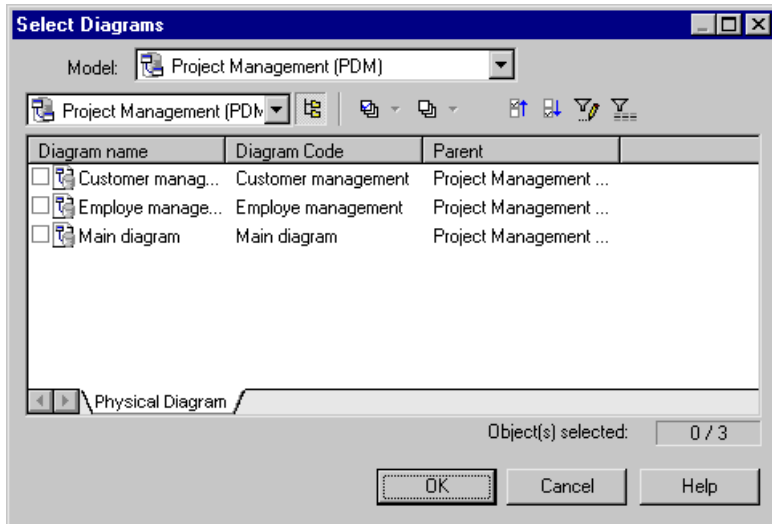 Select Diagrams
Model: Project Management (PDM)
Project Management (PDM
Diagram name Diagram Code Parent
Customer manag... Customer management Project Management ...
Employe manage... Employe management Project Management ...
Main diagram Main diagram Project Management ...
Physical Diagram
Object(s) selected: 0 / 3
OK Cancel Help